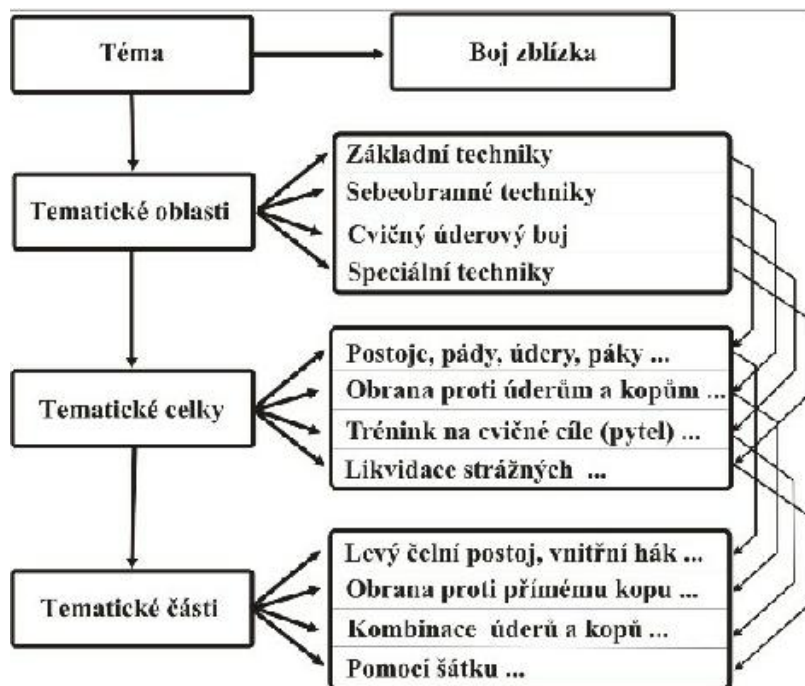 Téma
Boj zblízka
Tematické oblasti
Základní techniky
Sebeobranné techniky
Cvičný úderový boj
Speciální techniky
Tematické celky
Postoje, pády, údery, páky ...
Obrana proti úderům a kopům ...
Trénink na cvičné cíle (pytel) ...
Likvidace strážných ...
Tematické části
Levý čelní postoj, vnitřní hák ...
Obrana proti přímému kopu ...
Kombinace úderů a kopů ...
Pomocí šátku ...